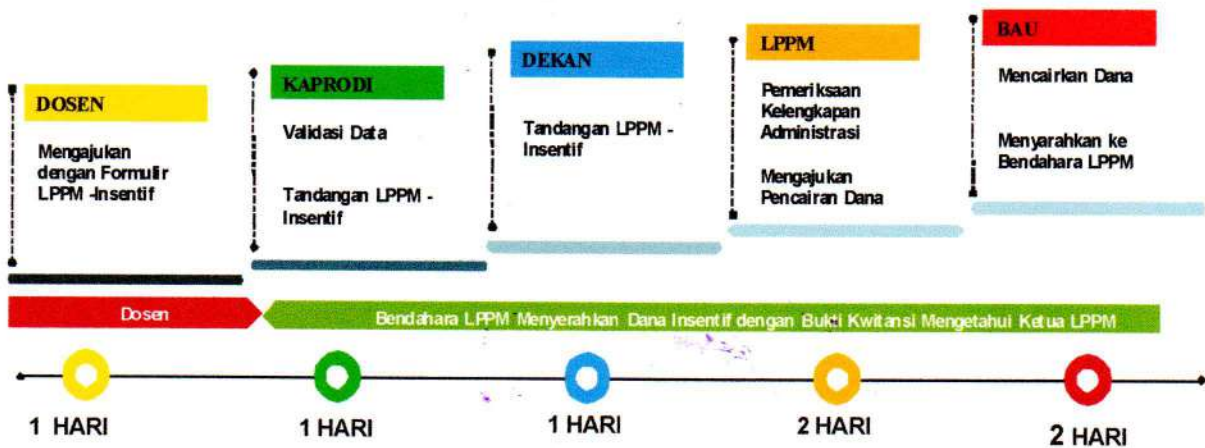 DOSEN
Mengajukan
dengan Formulir
LPPM -Insentif
KAPRODI
Validasi Data
Tandangan LPPM -
Insentif
DEKAN
Tandangan LPPM -
Insentif
LPPM
Pemeriksaan
Kelengkapan
Administrasi
Mengajukan
Pencairan Dana
BAU
Mencairkan Dana
Menyarahkan ke
Bendahara LPPM
Dosen
Bendahara LPPM Menyerahkan Dana Insentif dengan Bukti Kwitansi Mengetahui Ketua LPPM
1 HARI
1 HARI
1 HARI
2 HARI
2 HARI